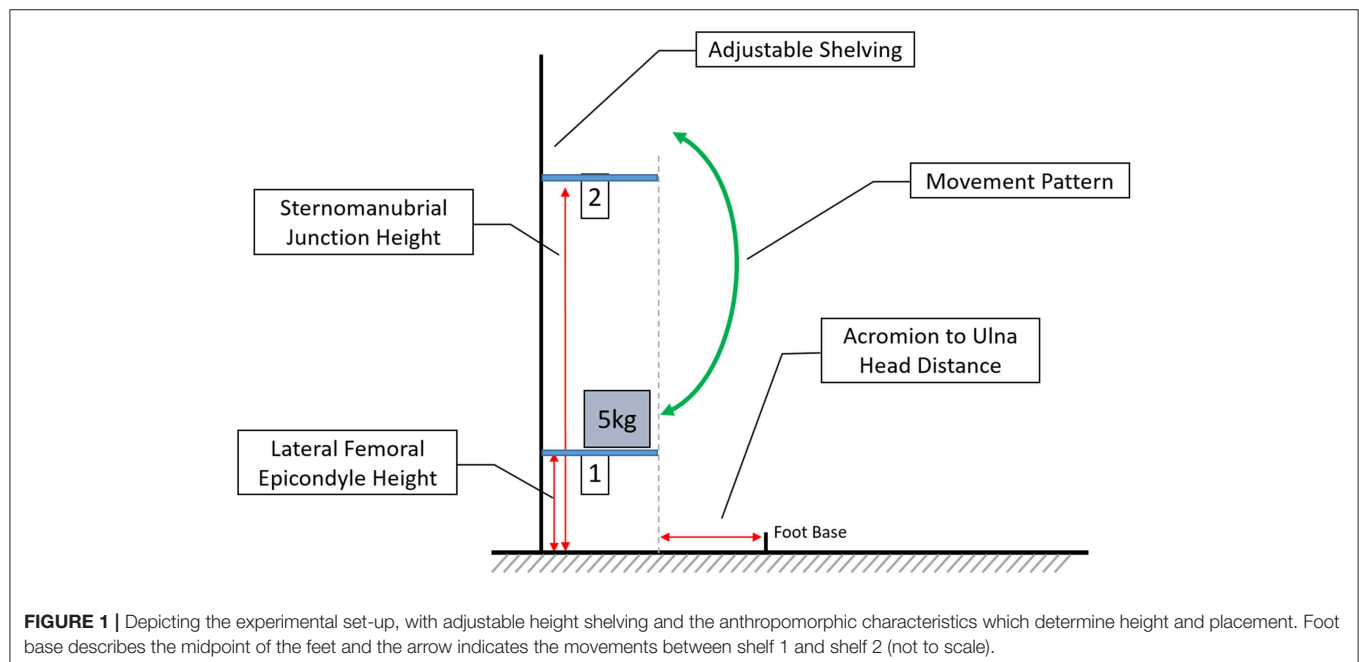 Adjustable Shelving
2
Movement Pattern
Sternomanubrial
Junction Height
Acromion to Ulna
Head Distance
5kg
Lateral Femoral
Epicondyle Height
1
Foot Base
FIGURE 1 | Depicting the experimental set-up, with adjustable height shelving and the anthropomorphic characteristics which determine height and placement. Foot
base describes the midpoint of the feet and the arrow indicates the movements between shelf 1 and shelf 2 (not to scale).